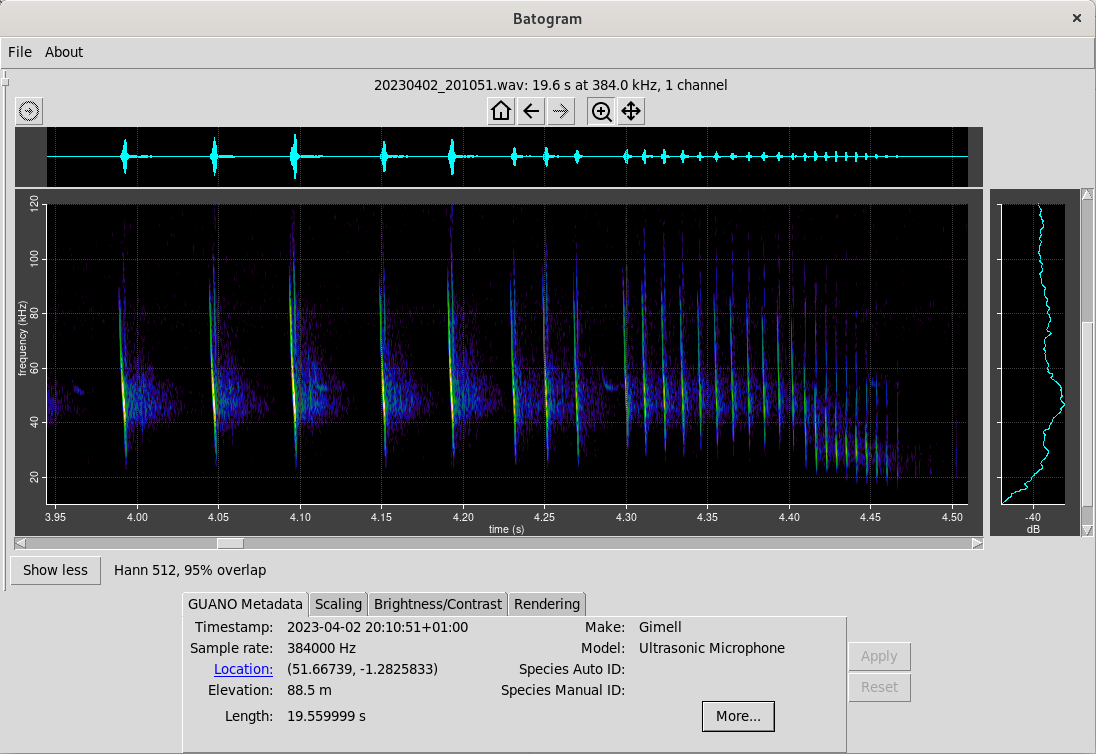 Batogram
×
File About
20230402_201051.wav: 19.6 s at 384.0 kHz, 1 channel
120
100
80
60
40
20
frequency (kHz)
3.95 4.00 4.05 4.10 4.15 4.20 4.25 4.30 4.35 4.40 4.45 4.50
time (s)
-40
dB
Show less Hann 512, 95% overlap
GUANO Metadata Scaling Brightness/Contrast Rendering
Timestamp: 2023-04-02 20:10:51+01:00 Make: Gimell
Sample rate: 384000 Hz Model: Ultrasonic Microphone
Location: (51.66739, -1.2825833) Species Auto ID:
Elevation: 88.5 m Species Manual ID:
Length: 19.559999 s More...
Apply
Reset